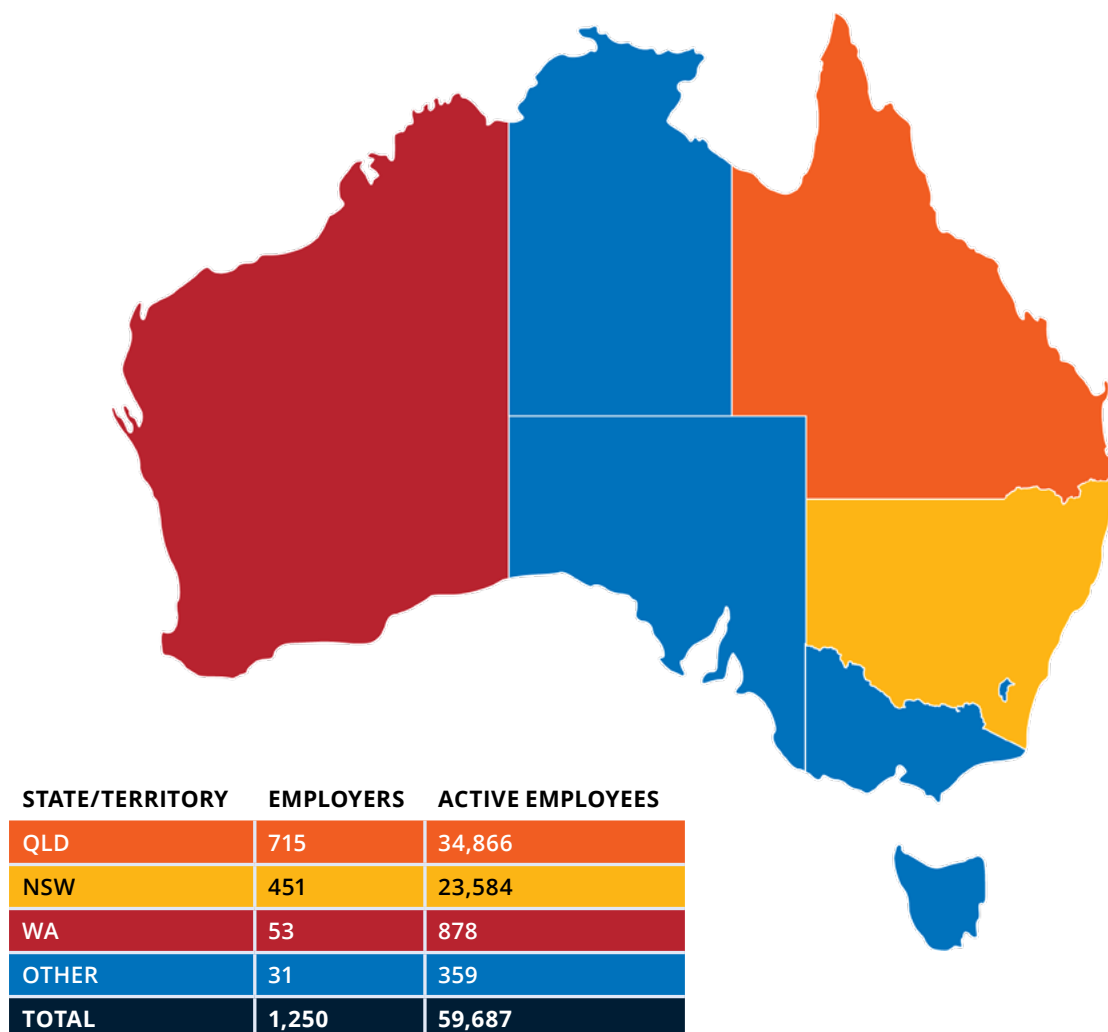 STATE/TERRITORY EMPLOYERS ACTIVE EMPLOYEES
QLD 715 34,866
NSW 451 23,584
WA 53 878
OTHER 31 359
TOTAL 1,250 59,687